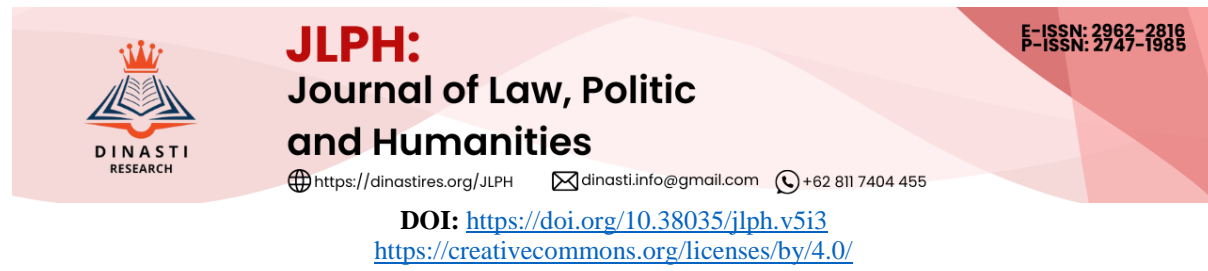 E-ISSN: 2962-2816
P-ISSN: 2747-1985
JLPH:
Journal of Law, Politic
and Humanities
DINASTI
RESEARCH
https://dinastires.org/JLPH dinasti.info@gmail.com +62 811 7404 455
DOI: https://doi.org/10.38035/jlph.v5i3
https://creativecommons.org/licenses/by/4.0/